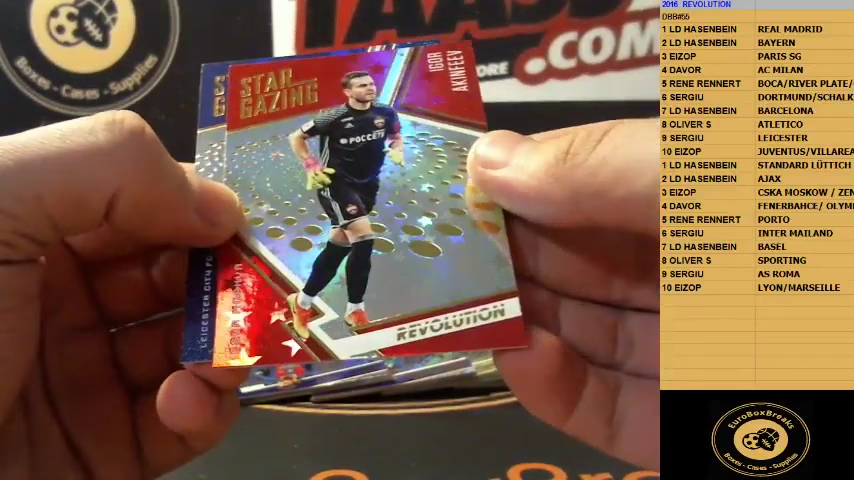 Boxes - Cases - Supplies
.COM
STAR
GAZING
IGOR
AKINFEEV
РОССЕТИ
LEICESTER CITY FC
REVOLUTION
2016 REVOLUTION
DBB#55
1 LD HASENBEIN REAL MADRID
2 LD HASENBEIN BAYERN
3 EIZOP PARIS SG
4 DAVOR AC MILAN
5 RENE RENNERT BOCA/RIVER PLATE/
6 SERGIU DORTMUND/SCHALK
7 LD HASENBEIN BARCELONA
8 OLIVER S ATLETICO
9 SERGIU LEICESTER
10 EIZOP JUVENTUS/VILLAREA
1 LD HASENBEIN STANDARD LÜTTICH
2 LD HASENBEIN AJAX
3 EIZOP CSKA MOSKOW / ZEN
4 DAVOR FENERBAHCE/ OLYM
5 RENE RENNERT PORTO
6 SERGIU INTER MAILAND
7 LD HASENBEIN BASEL
8 OLIVER S SPORTING
9 SERGIU AS ROMA
10 EIZOP LYON/MARSEILLE
EuroBoxBreaks
Boxes - Cases - Supplies